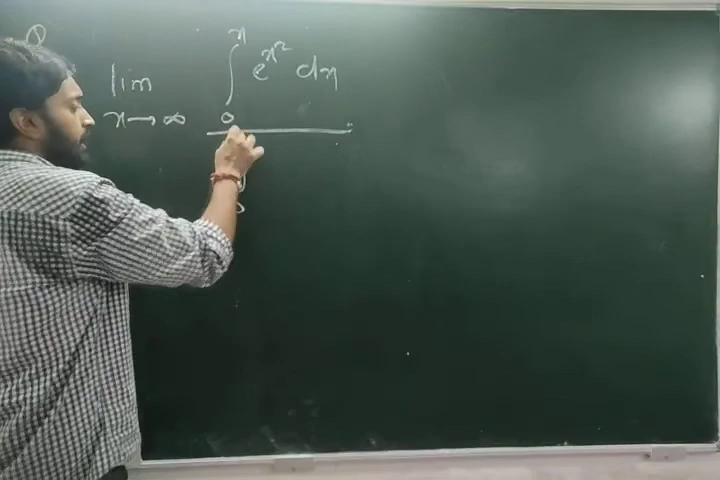 Q
lim ∫₀ˣ e^{x²} dx
x → ∞